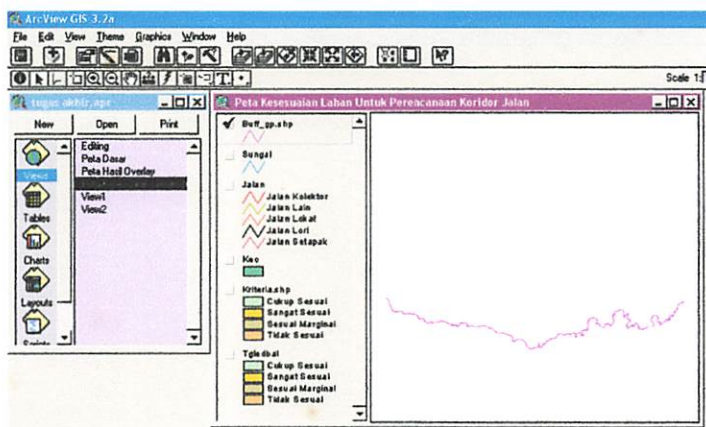 ArcView GIS 3.2a
File Edit View Theme Graphics Window Help
Scale 1:
tugas akhir.apr
New Open Print
Views
Tables
Charts
Layouts
Scripts
Editing
Peta Dasar
Peta Hasil Overlay
View1
View2
Peta Kesesuaian Lahan Untuk Perencanaan Koridor Jalan
Buff_gp.shp
Sungai
Jalan
Jalan Kolektor
Jalan Lain
Jalan Lokal
Jalan Lori
Jalan Setapak
Kec
Kriteria.shp
Cukup Sesuai
Sangat Sesuai
Sesuai Marginal
Tidak Sesuai
Cukup Sesuai
Sangat Sesuai
Sesuai Marginal
Tidak Sesuai